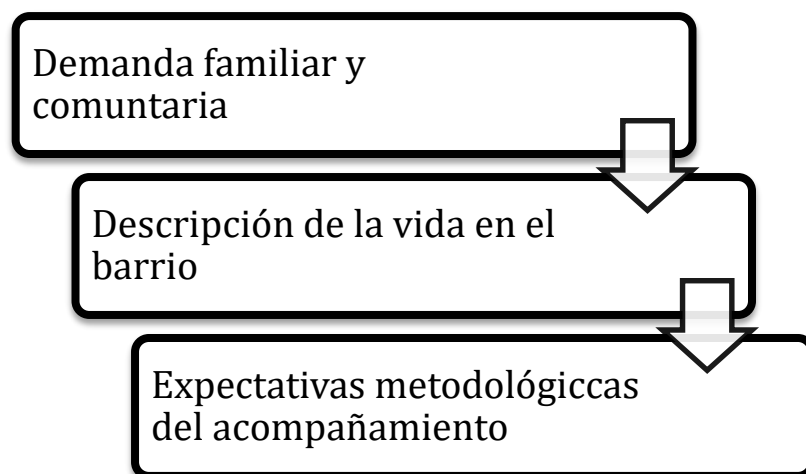 Demanda familiar y
comuntaria
Descripción de la vida en el
barrio
Expectativas metodológiccas
del acompañamiento